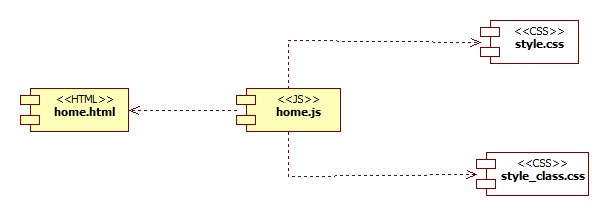 <<CSS>>
style.css
<<HTML>>
home.html
<<JS>>
home.js
<<CSS>>
style_class.css